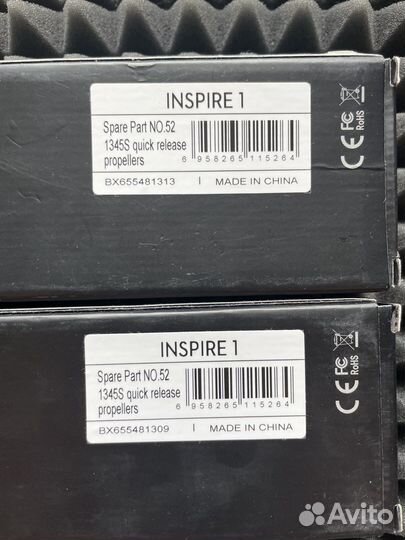 INSPIRE 1
Spare Part NO.52
1345S quick release
propellers
6 958265 115264
BX655481313 | MADE IN CHINA
CE FC RoHS
INSPIRE 1
Spare Part NO.52
1345S quick release
propellers
6 958265 115264
BX655481309 | MADE IN CHINA
CE FC RoHS
Avito